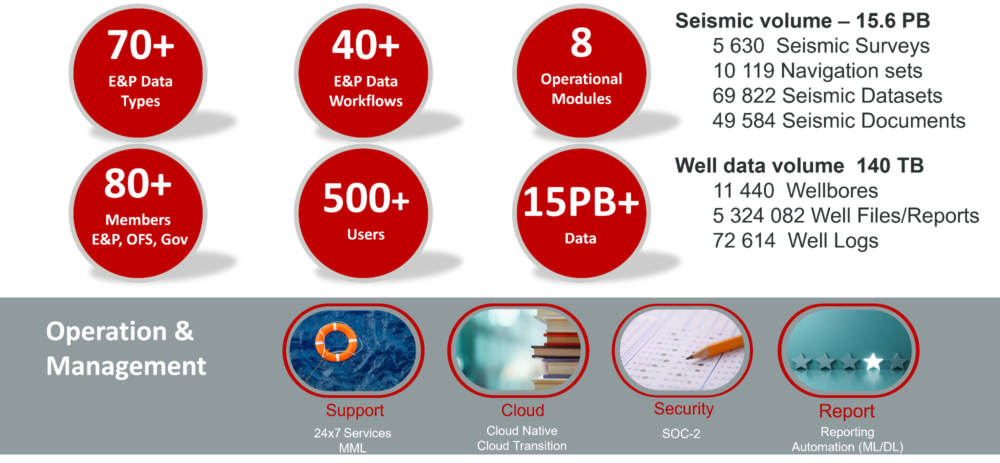 70+
E&P Data
Types
40+
E&P Data
Workflows
8
Operational
Modules
80+
Members
E&P, OFS, Gov
500+
Users
15PB+
Data
Seismic volume – 15.6 PB
5 630  Seismic Surveys
10 119 Navigation sets
69 822 Seismic Datasets
49 584 Seismic Documents
Well data volume  140 TB
11 440  Wellbores
5 324 082 Well Files/Reports
72 614  Well Logs
Operation &
Management
Support
24x7 Services
MML
Cloud
Cloud Native
Cloud Transition
Security
SOC-2
Report
Reporting
Automation (ML/DL)